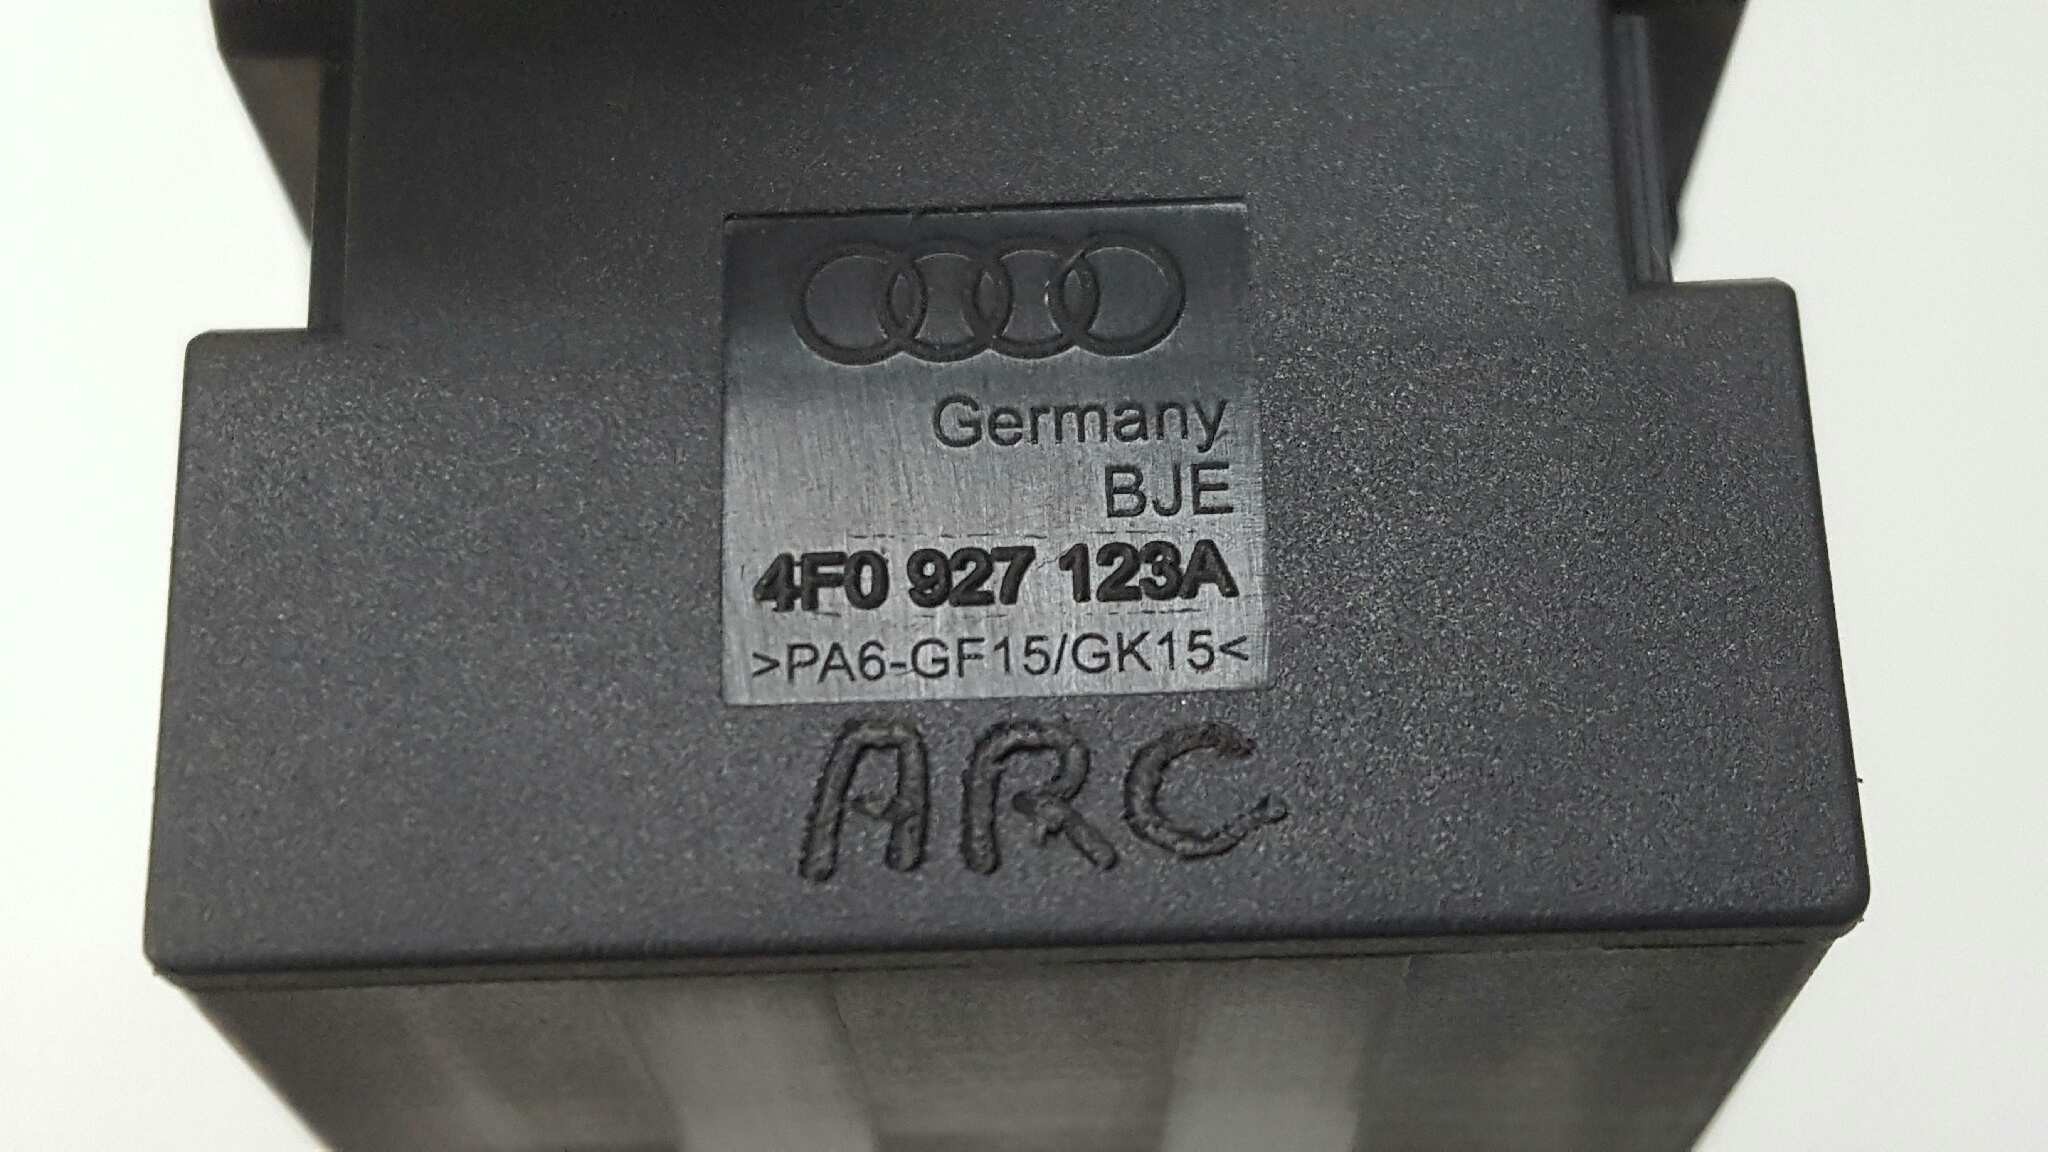 Germany
BJE
4F0 927 123A
>PA6-GF15/GK15<
ARC